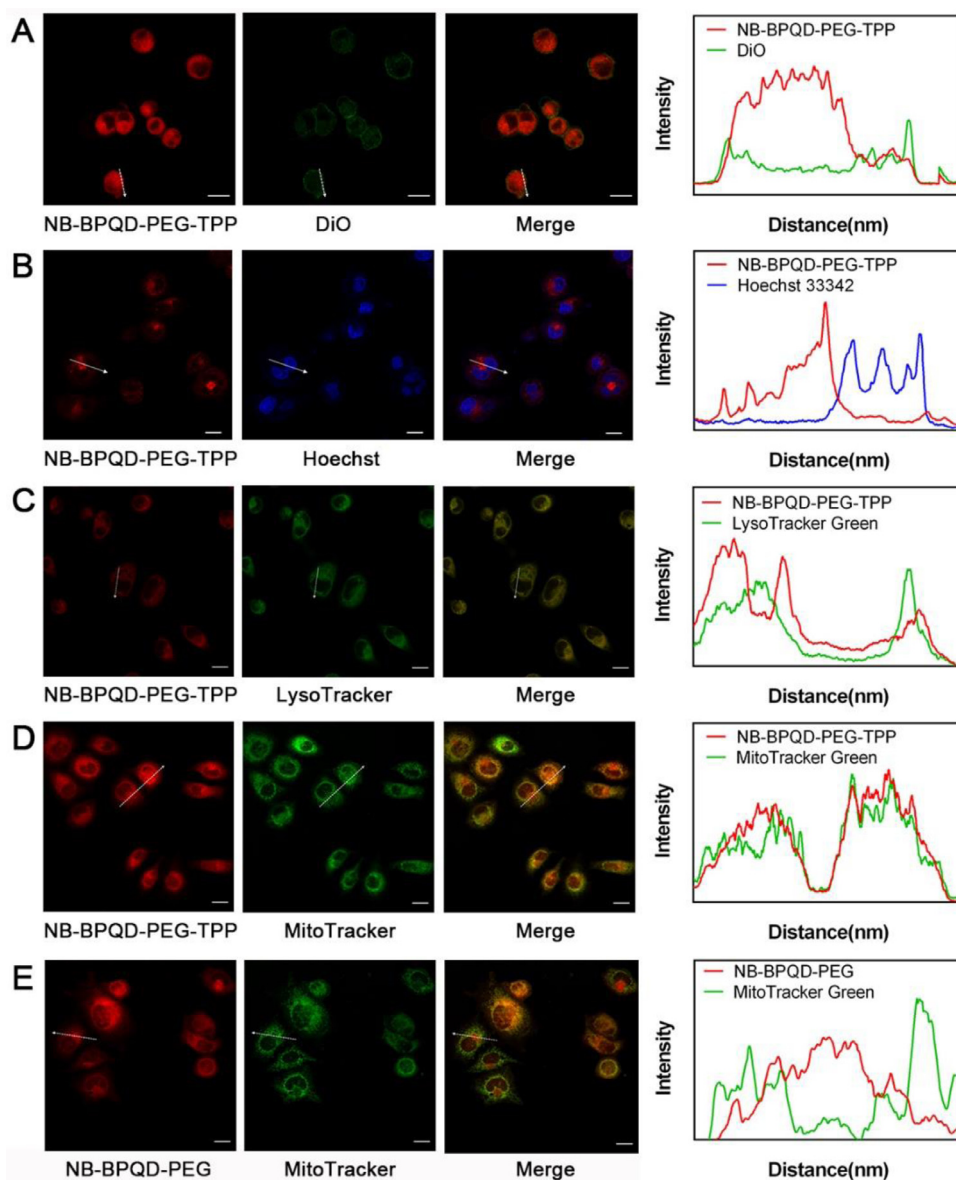 A
NB-BPQD-PEG-TPP
DiO
Merge
NB-BPQD-PEG-TPP
DiO
Intensity
Distance(nm)
B
NB-BPQD-PEG-TPP
Hoechst
Merge
NB-BPQD-PEG-TPP
Hoechst 33342
Intensity
Distance(nm)
C
NB-BPQD-PEG-TPP
LysoTracker
Merge
NB-BPQD-PEG-TPP
LysoTracker Green
Intensity
Distance(nm)
D
NB-BPQD-PEG-TPP
MitoTracker
Merge
NB-BPQD-PEG-TPP
MitoTracker Green
Intensity
Distance(nm)
E
NB-BPQD-PEG
MitoTracker
Merge
NB-BPQD-PEG
MitoTracker Green
Intensity
Distance(nm)